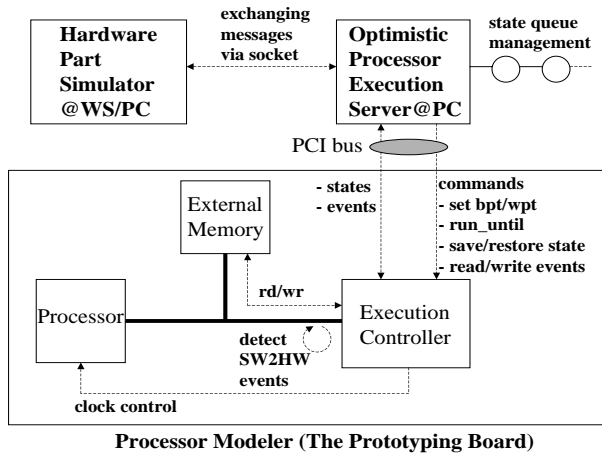 Hardware
Part
Simulator
@WS/PC
exchanging
messages
via socket
Optimistic
Processor
Execution
Server@PC
state queue
management
PCI bus
- states
- events
commands
- set bpt/wpt
- run_until
- save/restore state
- read/write events
External
Memory
rd/wr
Processor
Execution
Controller
detect
SW2HW
events
clock control
Processor Modeler (The Prototyping Board)